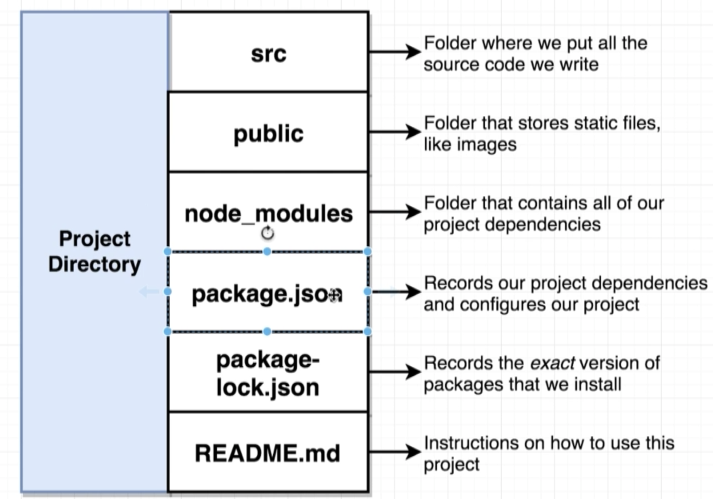 src
Folder where we put all the
source code we write
public
Folder that stores static files,
like images
node_modules
Folder that contains all of our
project dependencies
Project
Directory
package.json
Records our project dependencies
and configures our project
package-
lock.json
Records the exact version of
packages that we install
README.md
Instructions on how to use this
project